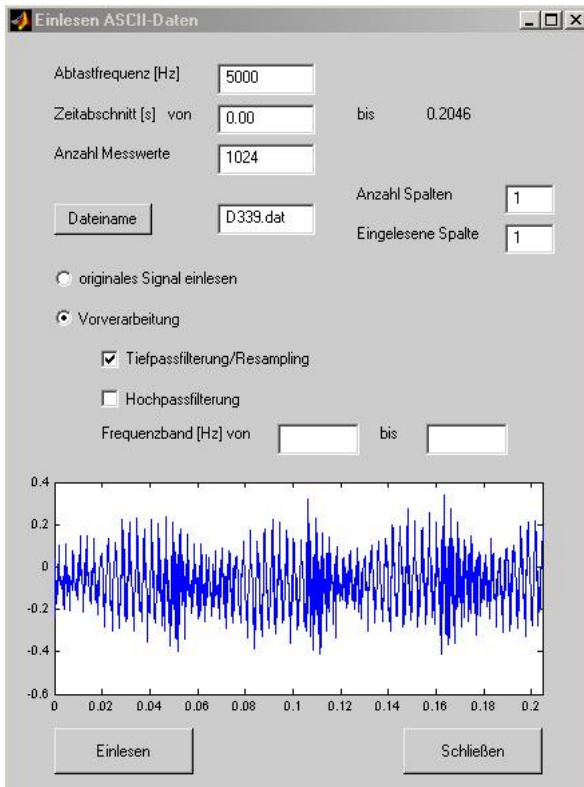 Einlesen ASCII-Daten
Abtastfrequenz [Hz] 5000
Zeitabschnitt [s] von 0.00 bis 0.2046
Anzahl Messwerte 1024
Anzahl Spalten 1
Dateiname D339.dat
Eingelesene Spalte 1
originales Signal einlesen
Vorverarbeitung
Tiefpassfilterung/Resampling
Hochpassfilterung
Frequenzband [Hz] von bis
0.4
0.2
0
-0.2
-0.4
-0.6
0 0.02 0.04 0.06 0.08 0.1 0.12 0.14 0.16 0.18 0.2
Einlesen Schließen